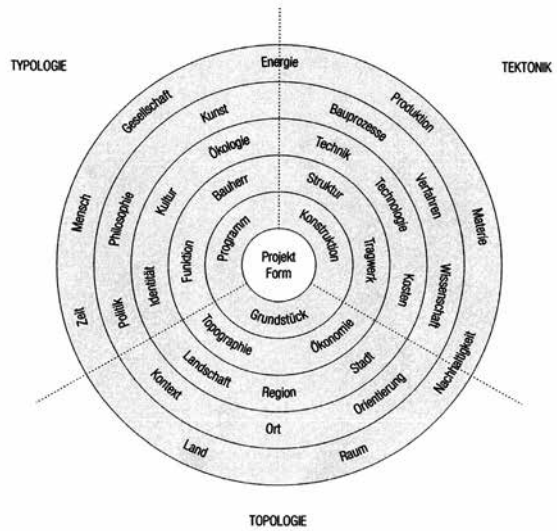 TYPOLOGIE
TEKTONIK
Energie
Gesellschaft
Produktion
Mensch
Materie
Zeit
Nachhaltigkeit
Land
Raum
Kunst
Bauprozesse
Philosophie
Verfahren
Politik
Wissenschaft
Kontext
Orientierung
Ort
Ökologie
Technik
Kultur
Technologie
Identität
Kosten
Landschaft
Stadt
Region
Bauherr
Struktur
Funktion
Tragwerk
Topographie
Ökonomie
Programm
Konstruktion
Grundstück
Projekt
Form
TOPOLOGIE